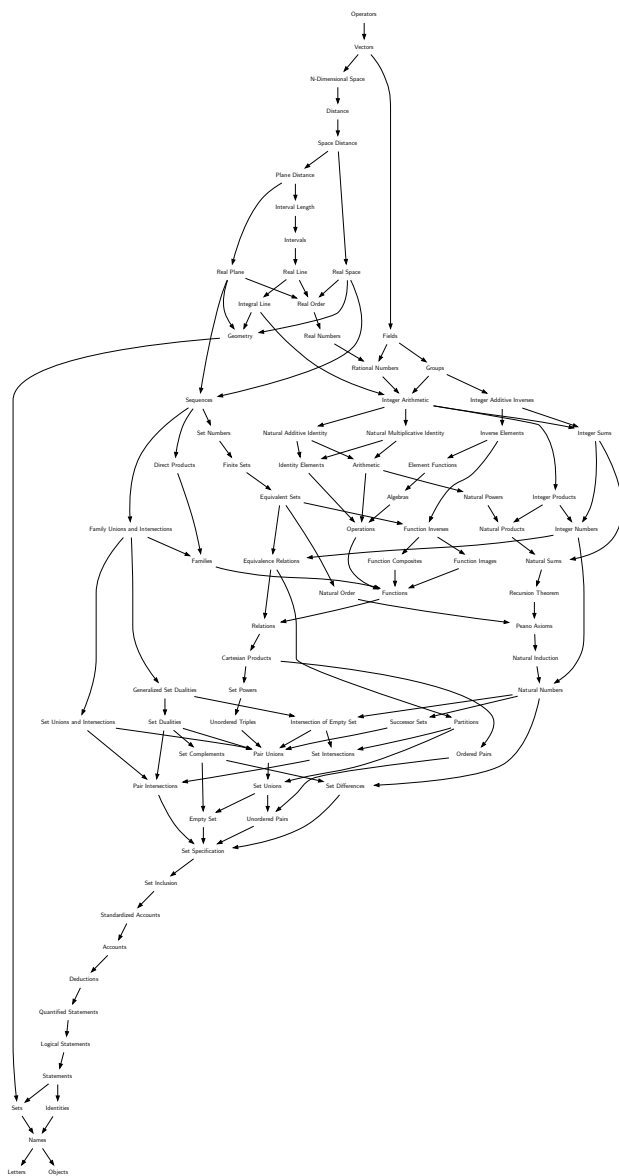 Operators
Vectors
N-Dimensional Space
Distance
Space Distance
Plane Distance
Interval Length
Intervals
Real Plane Real Line Real Space
Integral Line Real Order
Geometry Real Numbers Fields
Rational Numbers Groups
Sequences Integer Arithmetic Integer Additive Inverses
Set Numbers Natural Additive Identity Natural Multiplicative Identity Inverse Elements Integer Sums
Direct Products Finite Sets Identity Elements Arithmetic Element Functions
Equivalent Sets Algebras Natural Powers Integer Products
Family Unions and Intersections Operations Function Inverses Natural Products Integer Numbers
Families Equivalence Relations Function Composites Function Images Natural Sums
Natural Order Functions Recursion Theorem
Relations Peano Axioms
Cartesian Products Natural Induction
Generalized Set Dualities Set Powers Natural Numbers
Set Unions and Intersections Set Dualities Unordered Triples Intersection of Empty Set Successor Sets Partitions
Set Complements Pair Unions Set Intersections Ordered Pairs
Pair Intersections Set Unions Set Differences
Empty Set Unordered Pairs
Set Specification
Set Inclusion
Standardized Accounts
Accounts
Deductions
Quantified Statements
Logical Statements
Statements
Sets Identities
Names
Letters Objects